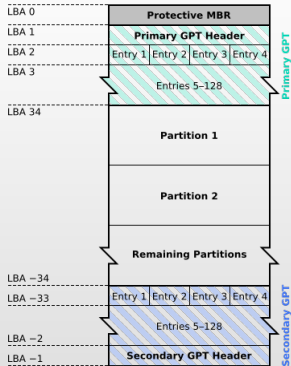 LBA 0
Protective MBR
LBA 1
Primary GPT Header
LBA 2
Entry 1 Entry 2 Entry 3 Entry 4
LBA 3
Entries 5–128
Primary GPT
LBA 34
Partition 1
Partition 2
Remaining Partitions
LBA −34
LBA −33
Entry 1 Entry 2 Entry 3 Entry 4
Entries 5–128
LBA −2
LBA −1
Secondary GPT Header
Secondary GPT